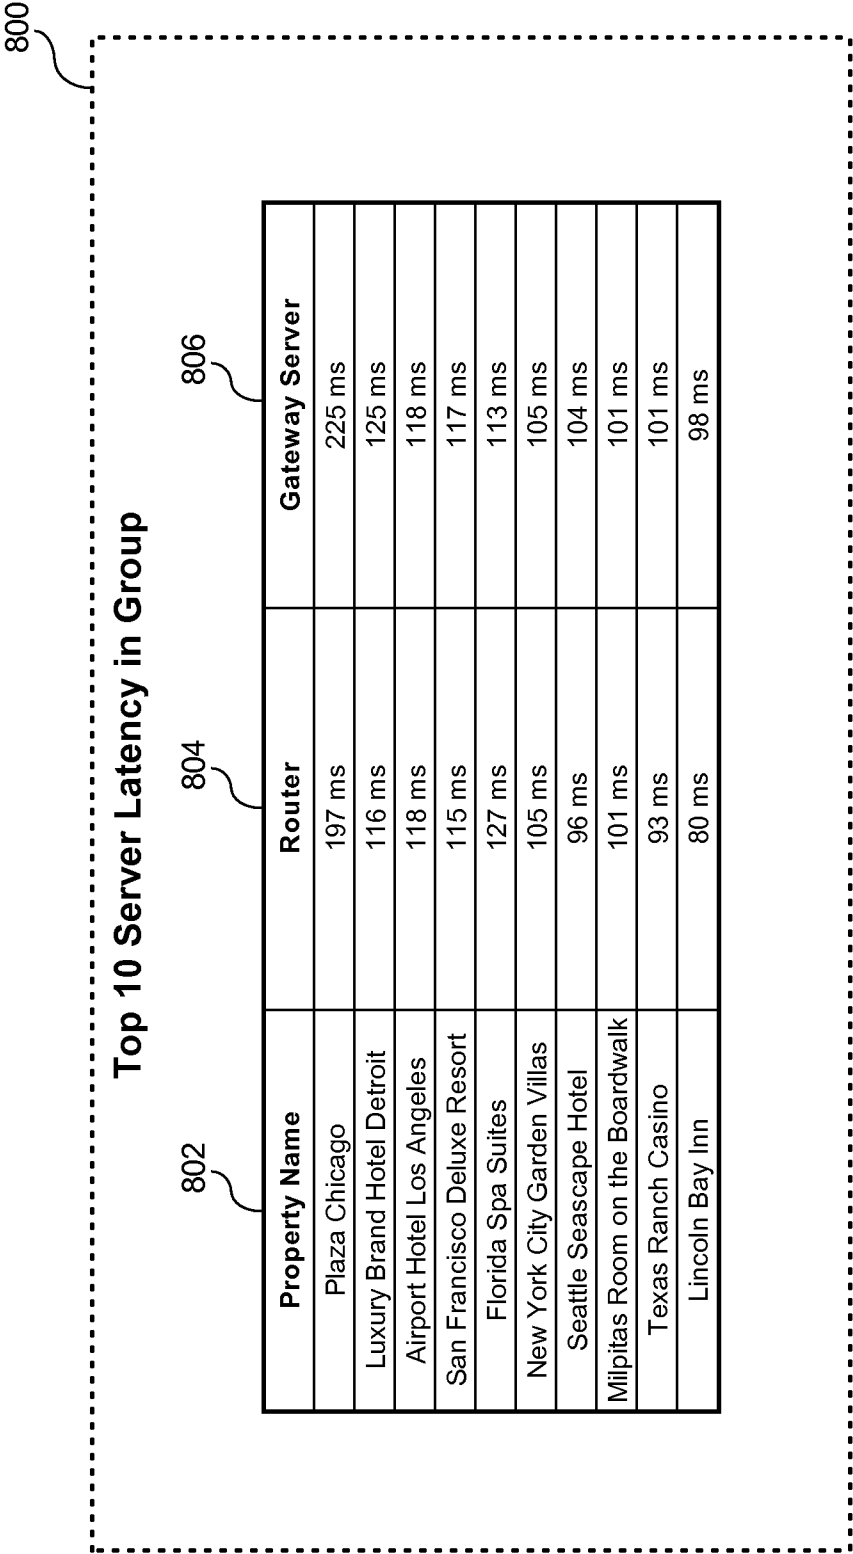 800
Top 10 Server Latency in Group
802 804 806
Property Name Router Gateway Server
Plaza Chicago 197 ms 225 ms
Luxury Brand Hotel Detroit 116 ms 125 ms
Airport Hotel Los Angeles 118 ms 118 ms
San Francisco Deluxe Resort 115 ms 117 ms
Florida Spa Suites 127 ms 113 ms
New York City Garden Villas 105 ms 105 ms
Seattle Seascape Hotel 96 ms 104 ms
Milpitas Room on the Boardwalk 101 ms 101 ms
Texas Ranch Casino 93 ms 101 ms
Lincoln Bay Inn 80 ms 98 ms